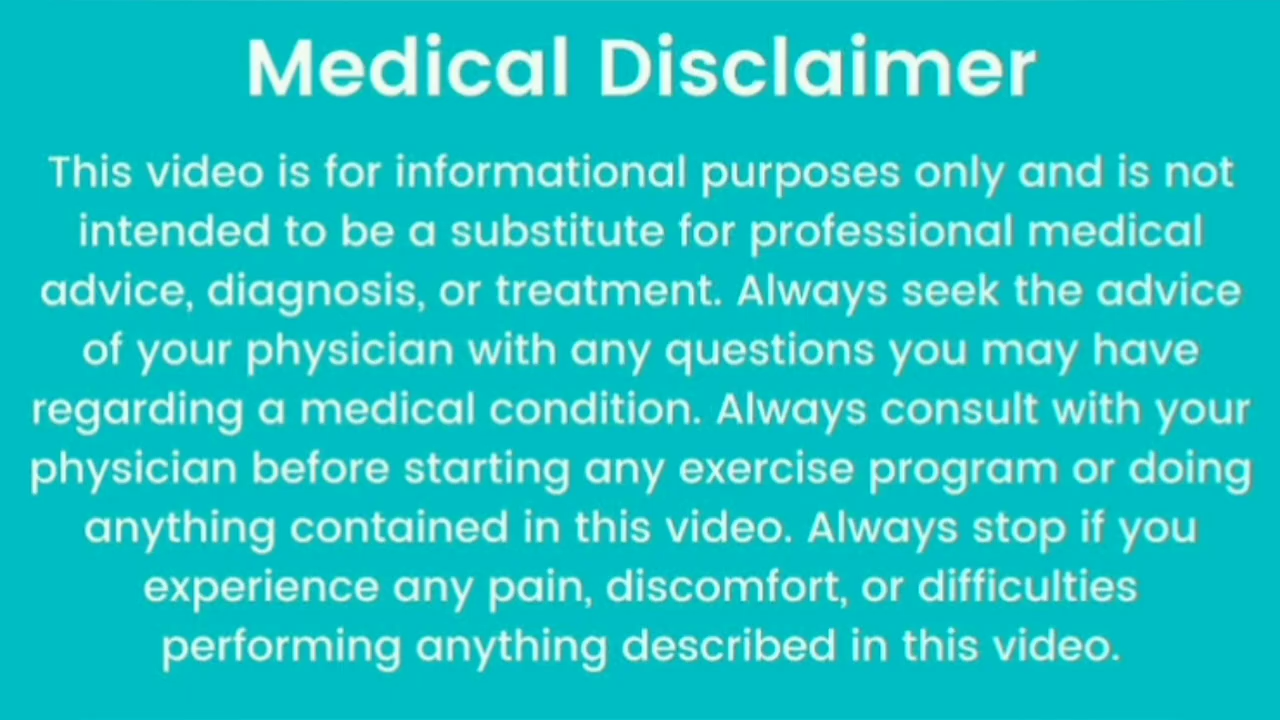 Medical Disclaimer
This video is for informational purposes only and is not
intended to be a substitute for professional medical
advice, diagnosis, or treatment. Always seek the advice
of your physician with any questions you may have
regarding a medical condition. Always consult with your
physician before starting any exercise program or doing
anything contained in this video. Always stop if you
experience any pain, discomfort, or difficulties
performing anything described in this video.